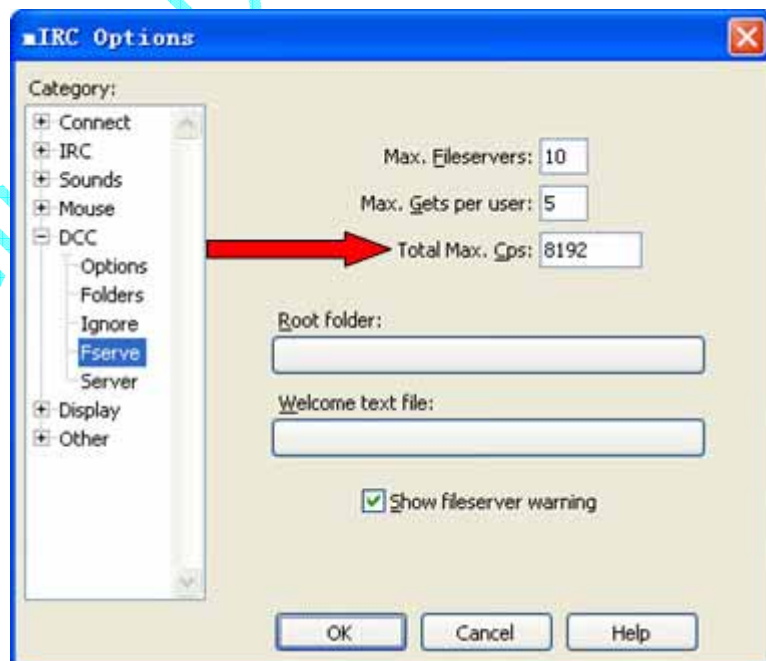 mIRC Options
Category:
Connect
IRC
Sounds
Mouse
DCC
Options
Folders
Ignore
Fserve
Server
Display
Other
Max. Fileservers: 10
Max. Gets per user: 5
Total Max. Cps: 8192
Root folder:
Welcome text file:
Show fileserver warning
OK Cancel Help